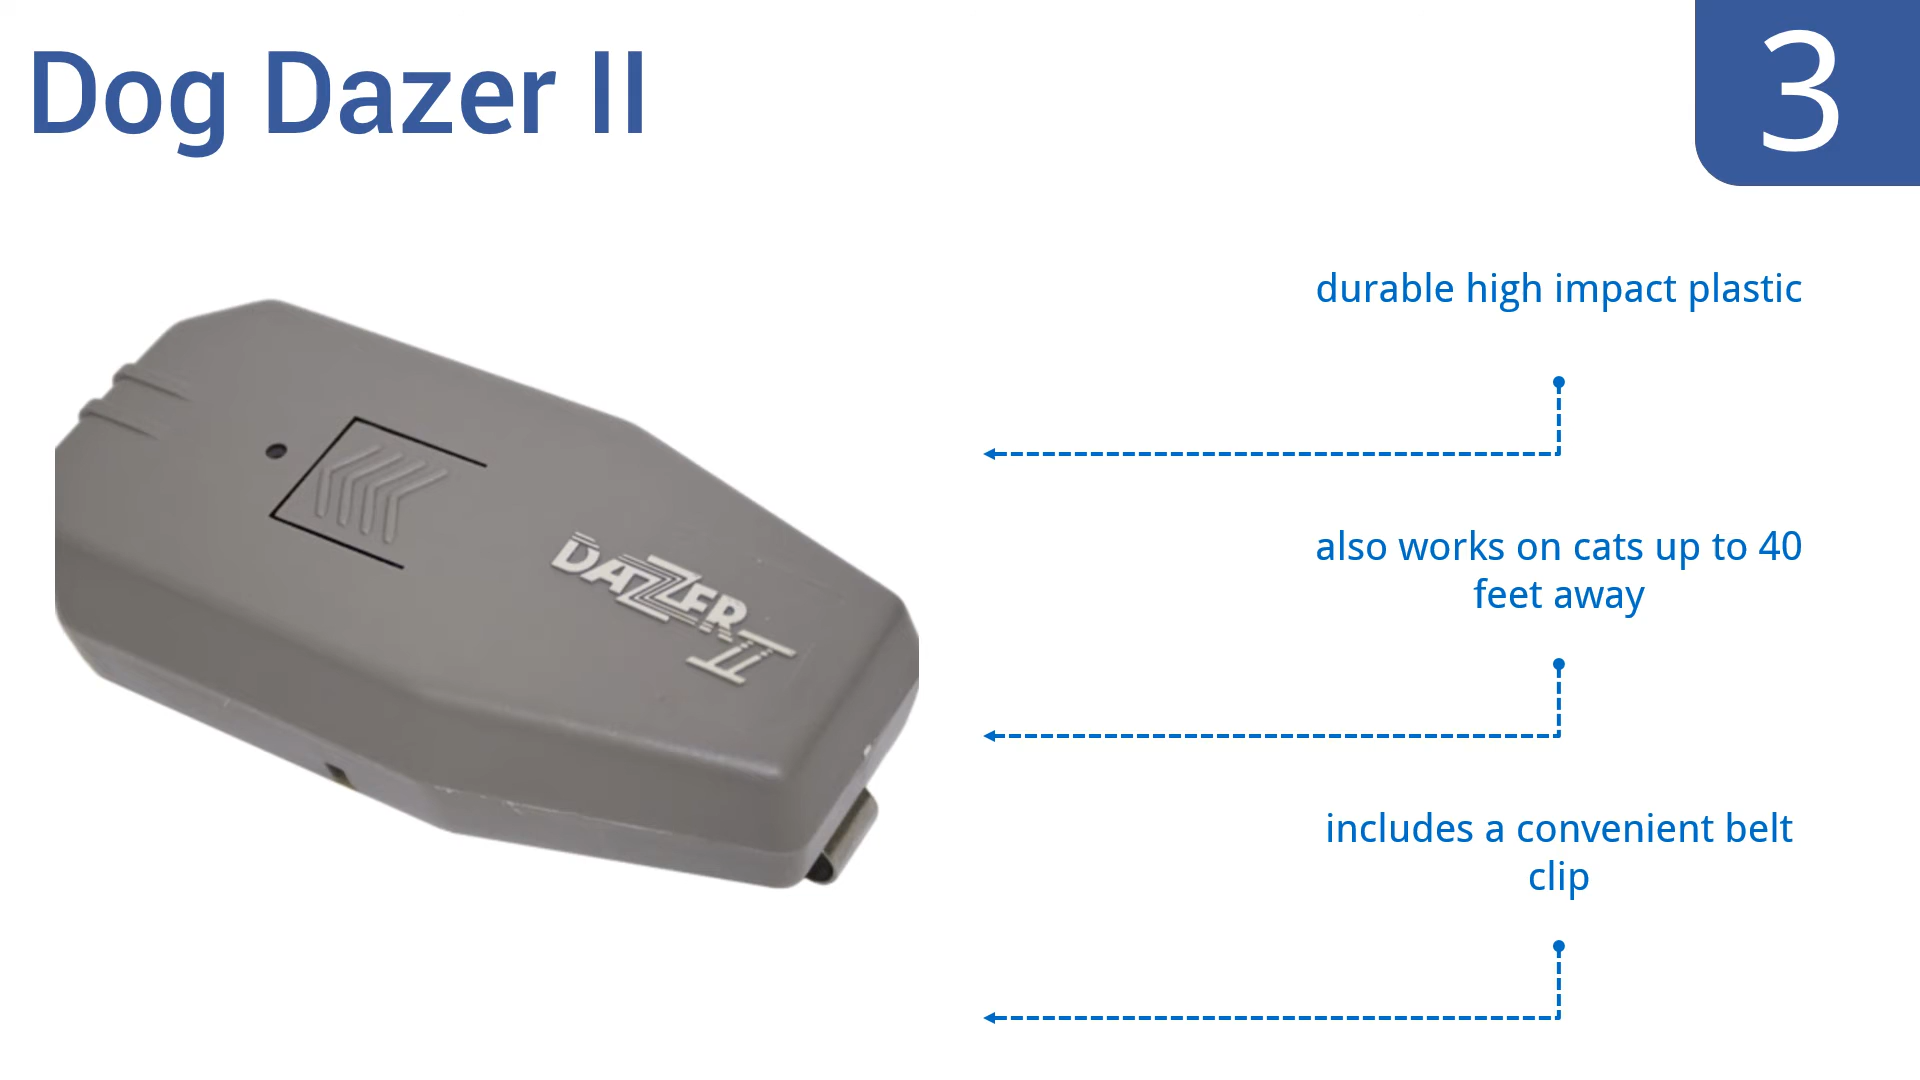 Dog Dazer II
3
durable high impact plastic
also works on cats up to 40
feet away
includes a convenient belt
clip
DAZZER
II